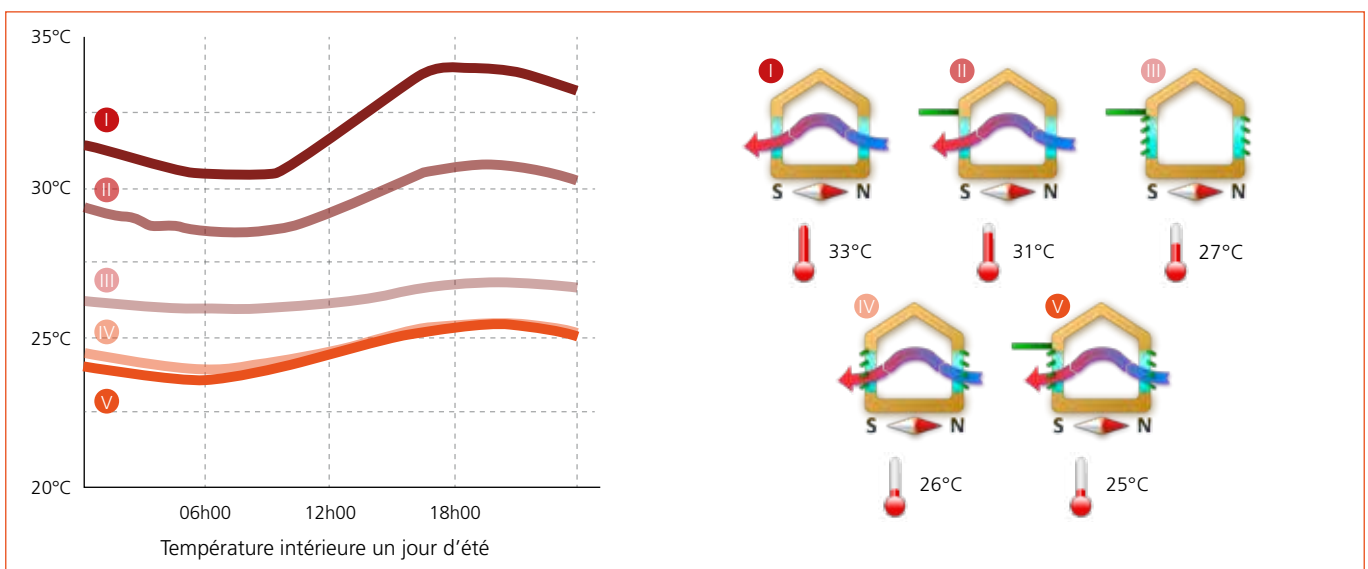 35°C
30°C
25°C
20°C
I
II
III
IV
V
06h00 12h00 18h00
Température intérieure un jour d'été
I II III
S N S N S N
33°C 31°C 27°C
IV V
S N S N
26°C 25°C